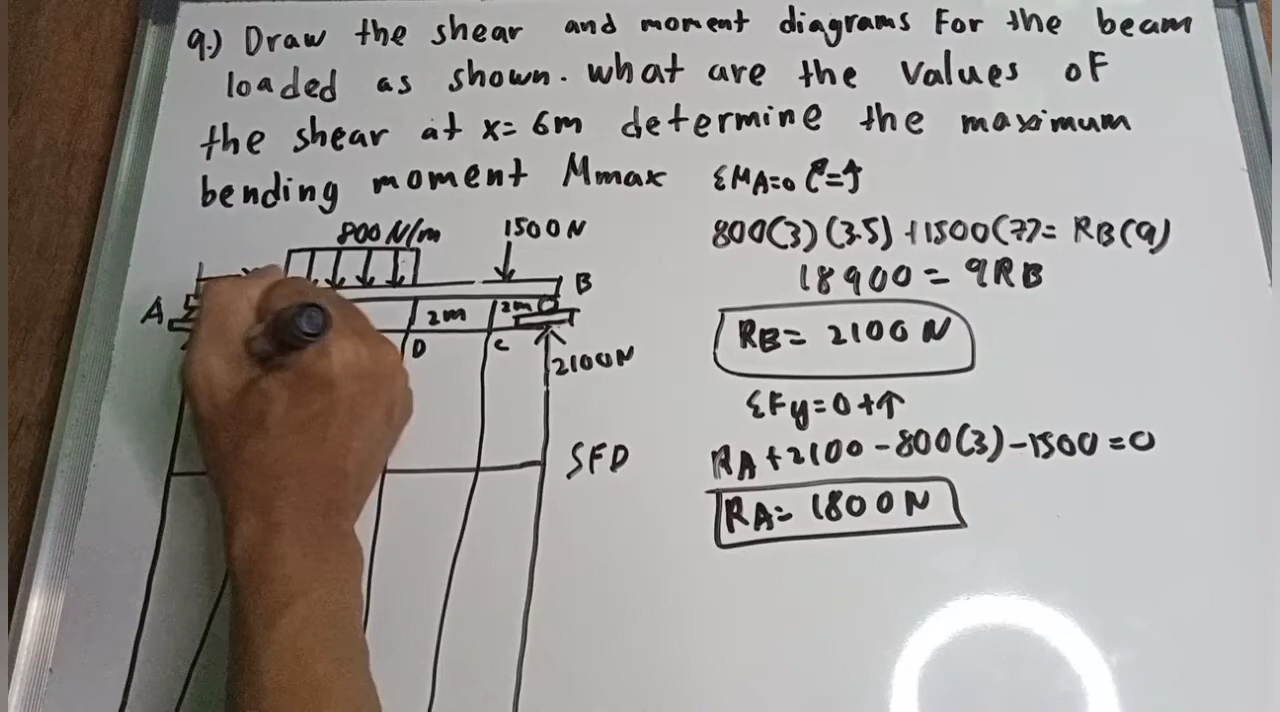 9.) Draw the shear and moment diagrams For the beam
loaded as shown. What are the values of
the shear at x= 6m determine the maximum
bending moment Mmax
ΣMA=0
800(3)(3.5) + 1500(7)= RB(9)
18900 = 9RB
RB= 2100 N
ΣFy=0+↑
RA+2100-800(3)-1500=0
RA= 1800N
800 N/m
1500N
A
B
2m
2m
D
C
2100N
SFD